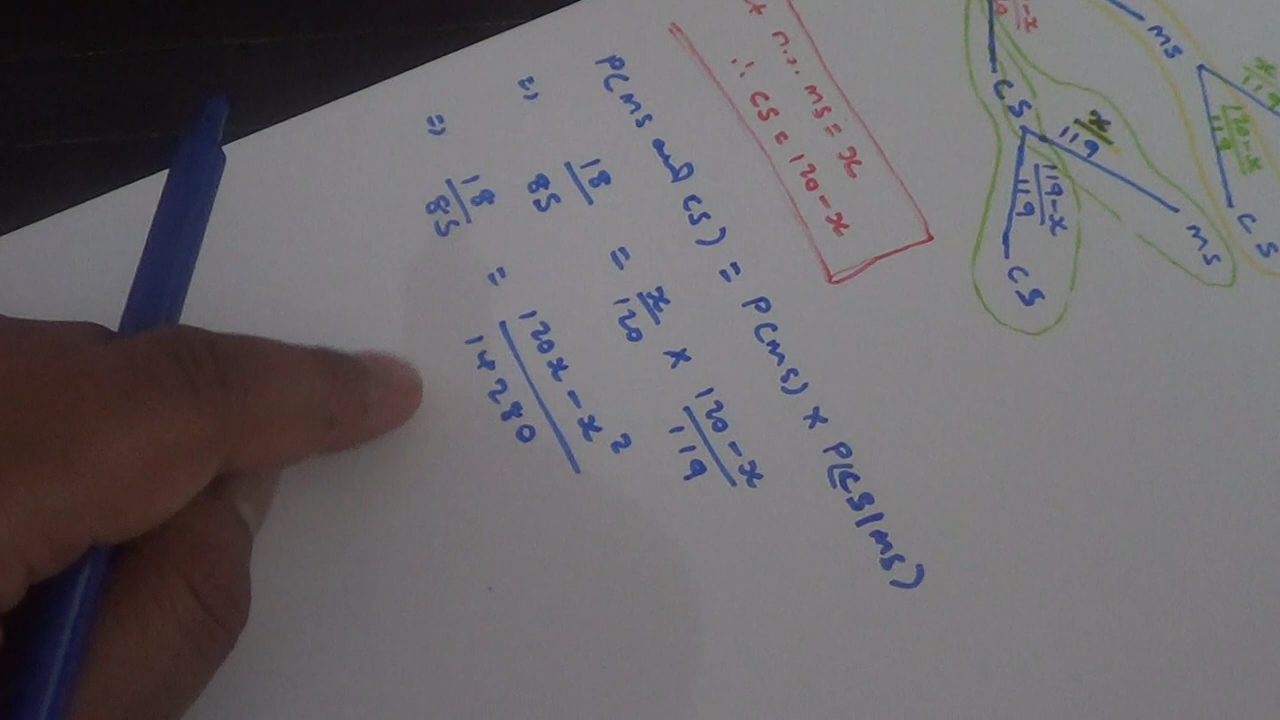 n.o. ms = x
∴ cs = 120-x
P(ms and cs) = P(ms) × P(cs|ms)
⇒ 18/85 = x/120 × 120-x/119
⇒ 18/85 = 120x-x²/14280
ms
x/119
120-x/119
cs
cs
x/119
119-x/119
ms
cs